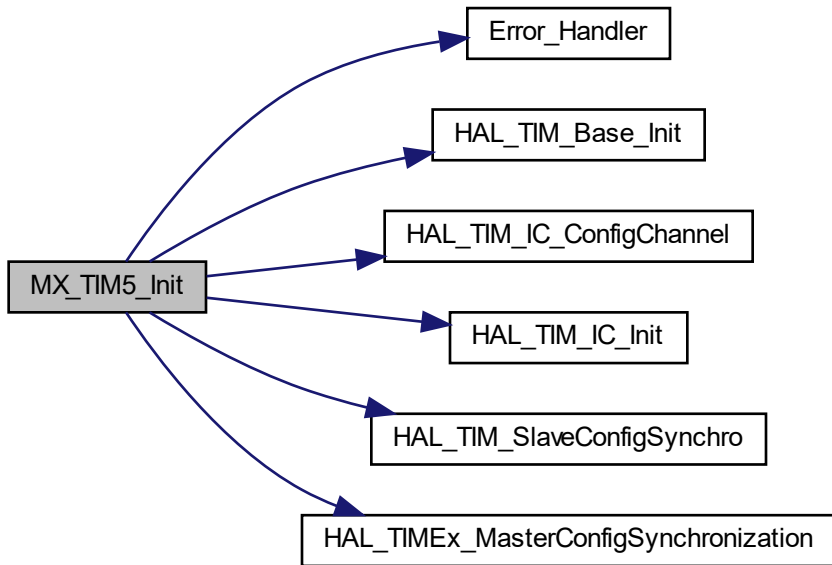 Error_Handler
HAL_TIM_Base_Init
HAL_TIM_IC_ConfigChannel
MX_TIM5_Init
HAL_TIM_IC_Init
HAL_TIM_SlaveConfigSynchro
HAL_TIMEx_MasterConfigSynchronization